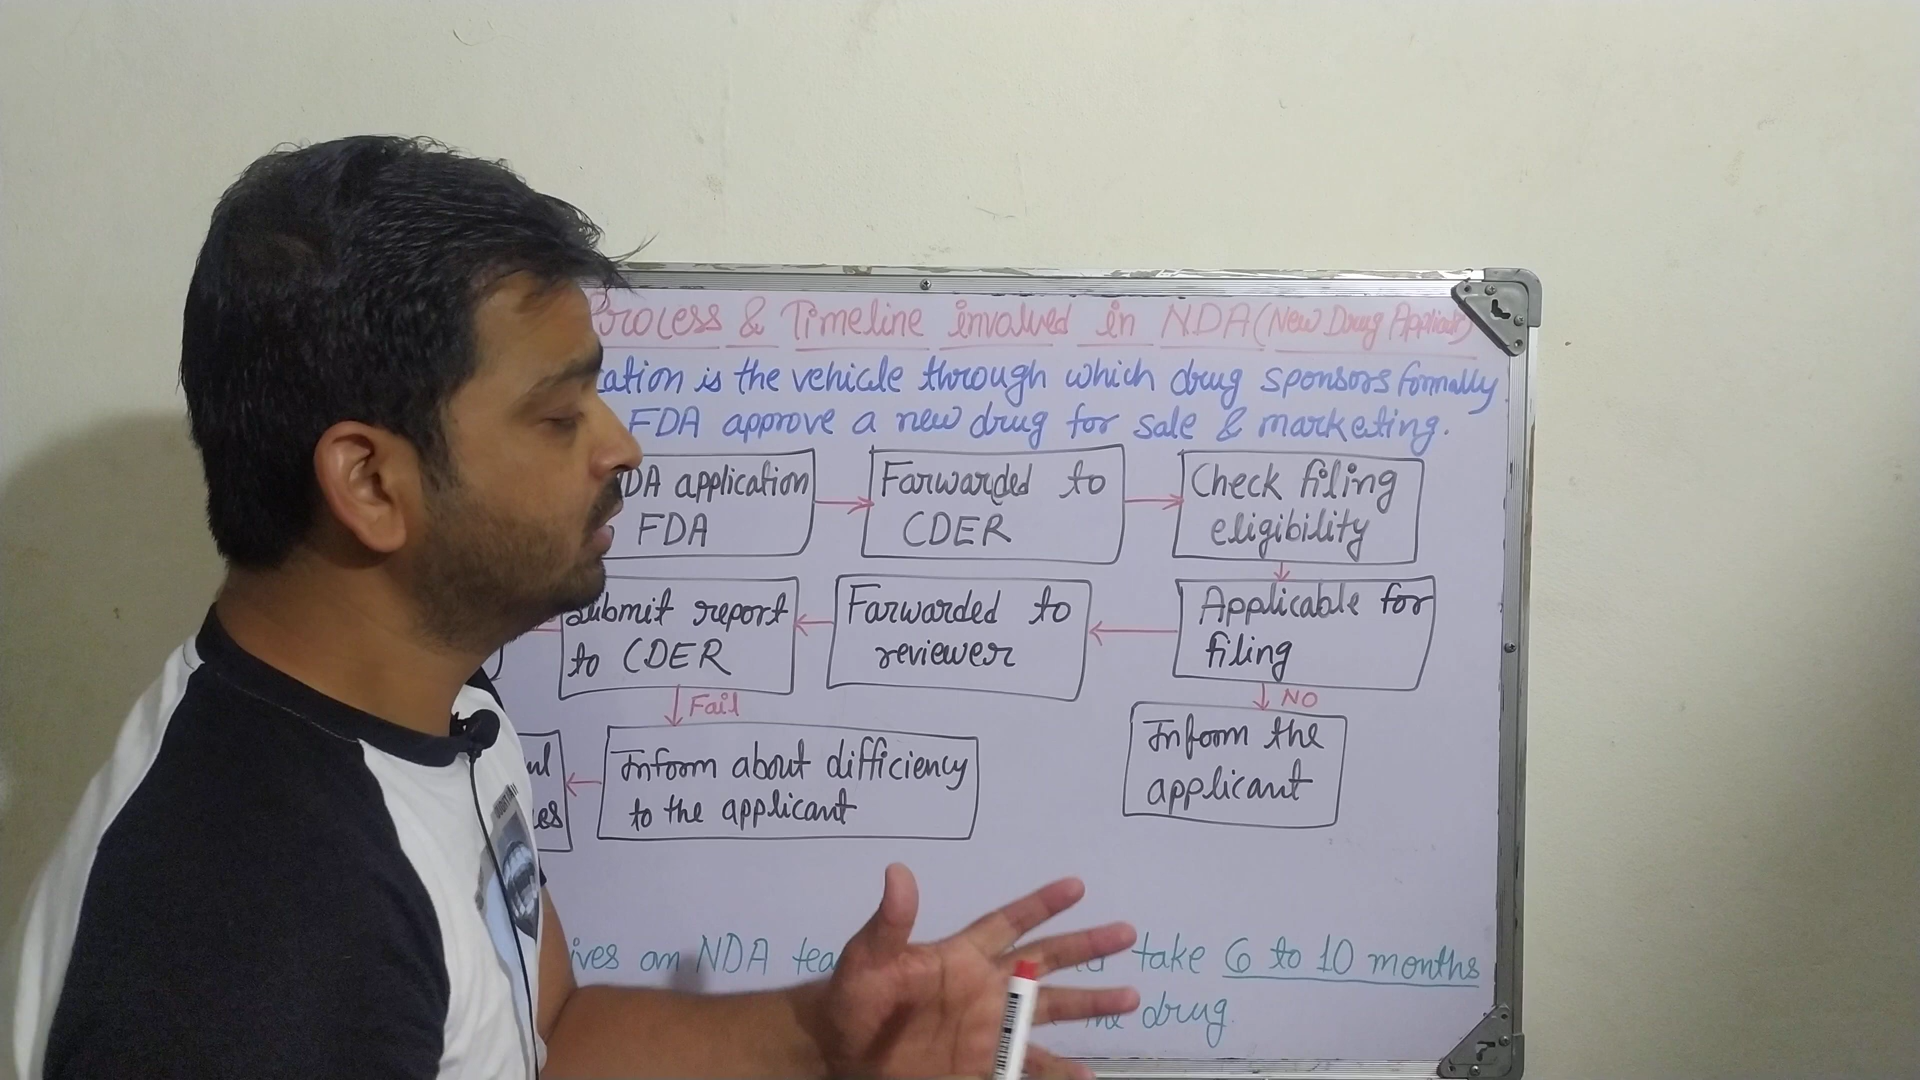 Process & Timeline involved in NDA (New Drug Applicat)
cation is the vehicle through which drug sponsors formally
FDA approve a new drug for sale & marketing.
NDA application
FDA
Farwarded to
CDER
Check filing
eligibility
Submit report
to CDER
Farwarded to
reviewer
Applicable for
filing
Fail
NO
Inform about difficiency
to the applicant
Inform the
applicant
ives an NDA tea
take 6 to 10 months
the drug.